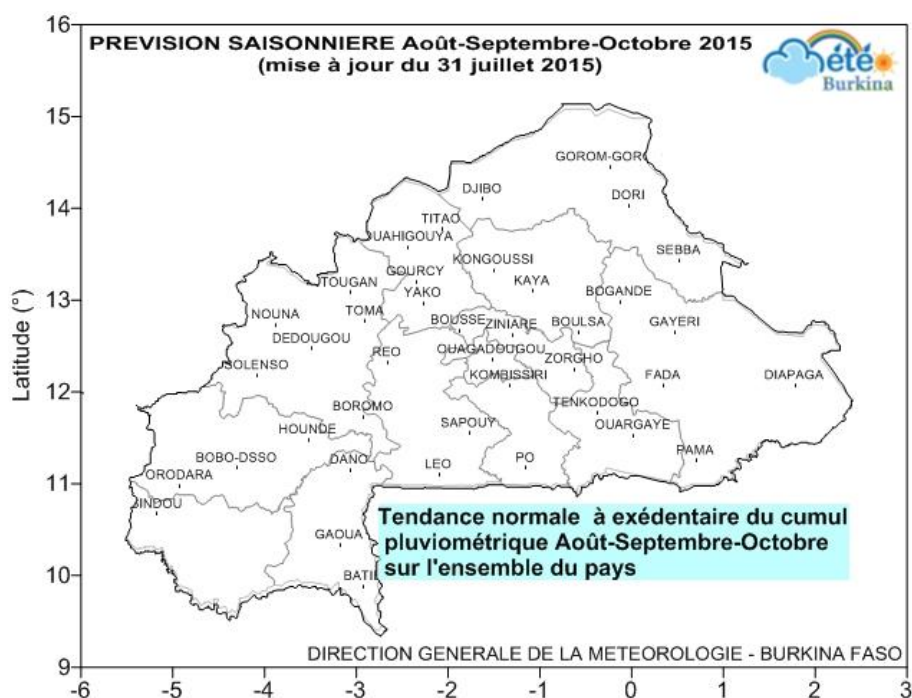 PREVISION SAISONNIERE Août-Septembre-Octobre 2015
(mise à jour du 31 juillet 2015)
été
Burkina
16
15
14
13
12
11
10
9
Latitude (°)
GOROM-GORO
DJIBO
DORI
TITAO
OUAHIGOUYA
SEBBA
KONGOUSSI
GOURCY
KAYA
TOUGAN
YAKO
BOGANDE
NOUNA
TOMA
BOUSSE
ZINIARE
BOULSA
GAYERI
DEDOUGOU
REO
OUAGADOUGOU
ZORGHO
SOLENSO
KOMBISSIRI
FADA
DIAPAGA
BOROMO
TENKODOGO
HOUNDE
SAPOUY
OUARGAYE
BOBO-DSSO
DANO
LEO
PO
PAMA
ORODARA
SINDOU
GAOUA
BATIE
Tendance normale à exédentaire du cumul
pluviométrique Août-Septembre-Octobre
sur l'ensemble du pays
DIRECTION GENERALE DE LA METEOROLOGIE - BURKINA FASO
-6 -5 -4 -3 -2 -1 0 1 2 3